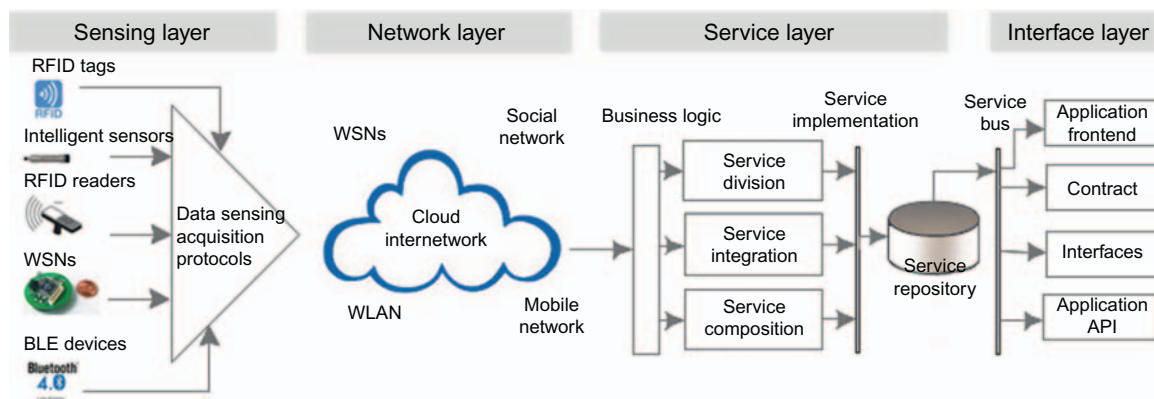 Sensing layer
Network layer
Service layer
Interface layer
RFID tags
RFID
Intelligent sensors
RFID readers
WSNs
BLE devices
Bluetooth
4.0
Data sensing
acquisition
protocols
WSNs
Social
network
Cloud
internetwork
WLAN
Mobile
network
Business logic
Service
division
Service
integration
Service
composition
Service
implementation
Service
repository
Service
bus
Application
frontend
Contract
Interfaces
Application
API